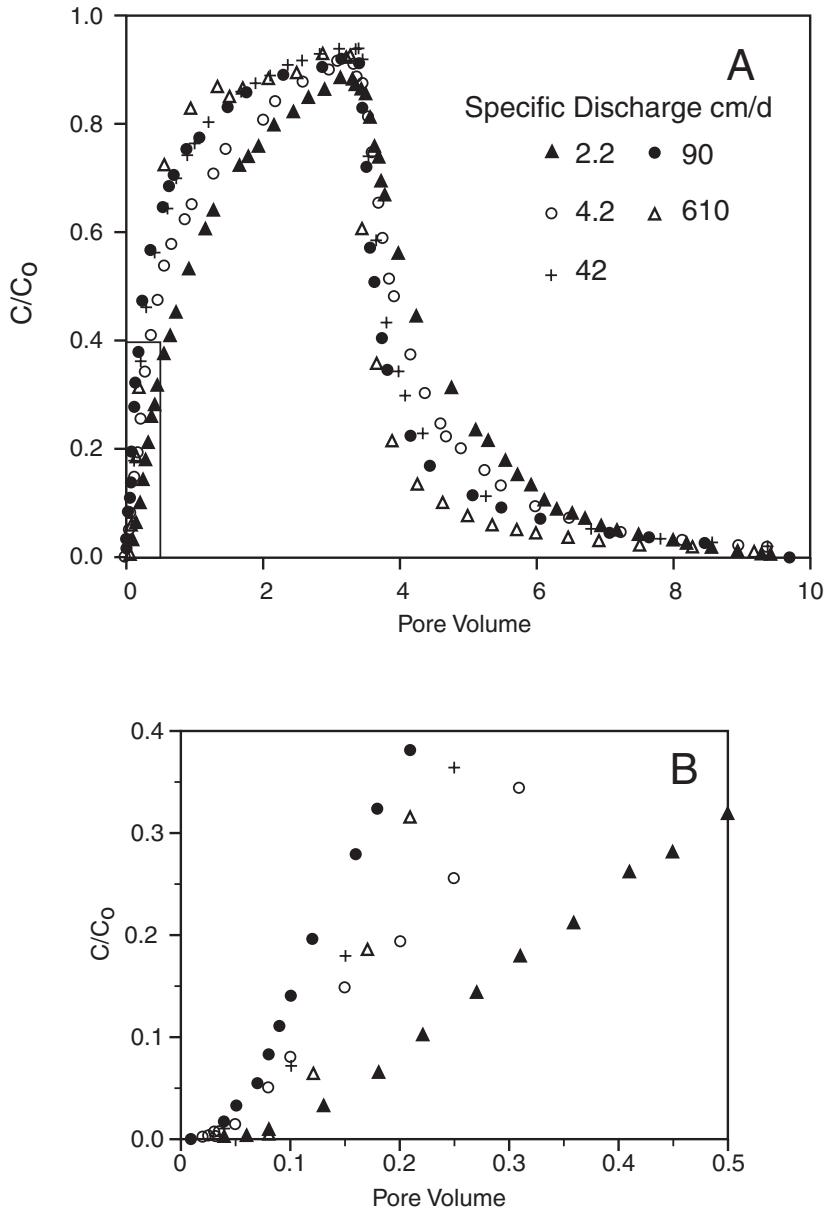 1.0
A
Specific Discharge cm/d
▲ 2.2 ● 90
○ 4.2 △ 610
+ 42
0.8
0.6
C/Co
0.4
0.2
0.0
0 2 4 6 8 10
Pore Volume
0.4
B
0.3
C/Co
0.2
0.1
0.0
0 0.1 0.2 0.3 0.4 0.5
Pore Volume